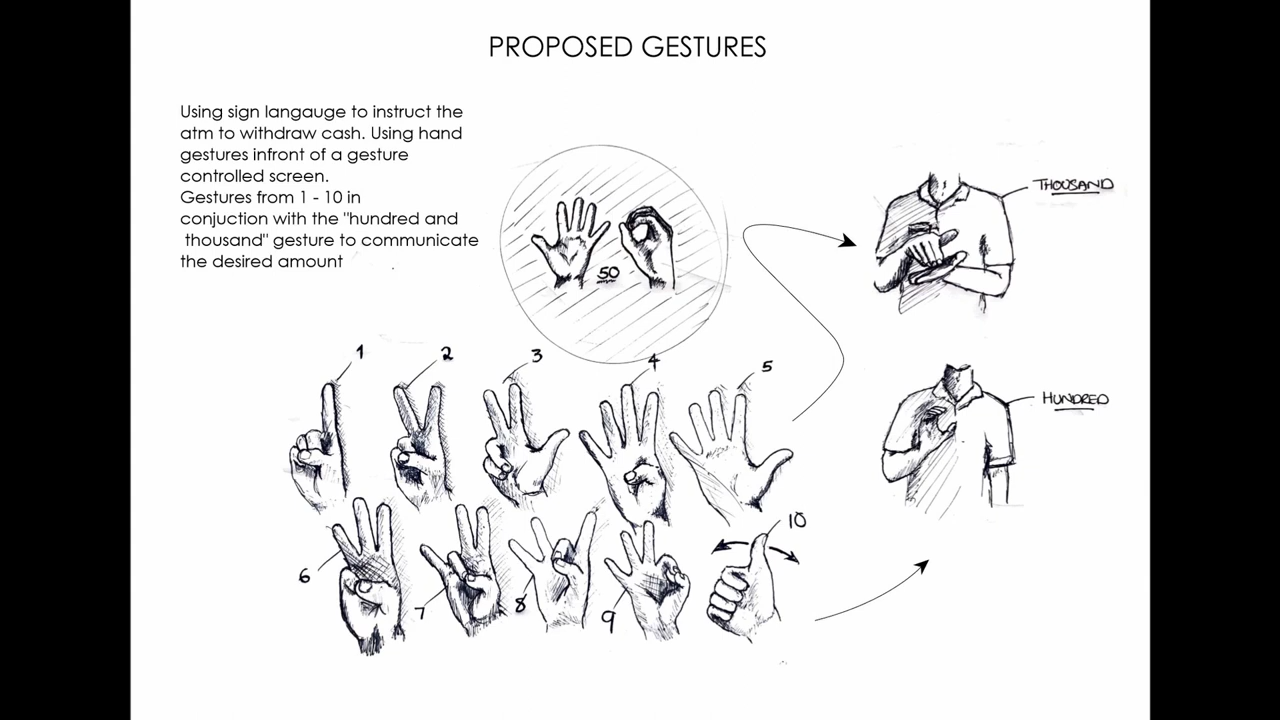 PROPOSED GESTURES
Using sign langauge to instruct the
atm to withdraw cash. Using hand
gestures infront of a gesture
controlled screen.
Gestures from 1 - 10 in
conjuction with the "hundred and
thousand" gesture to communicate
the desired amount
50
THOUSAND
HUNDRED
1
2
3
4
5
6
7
8
9
10